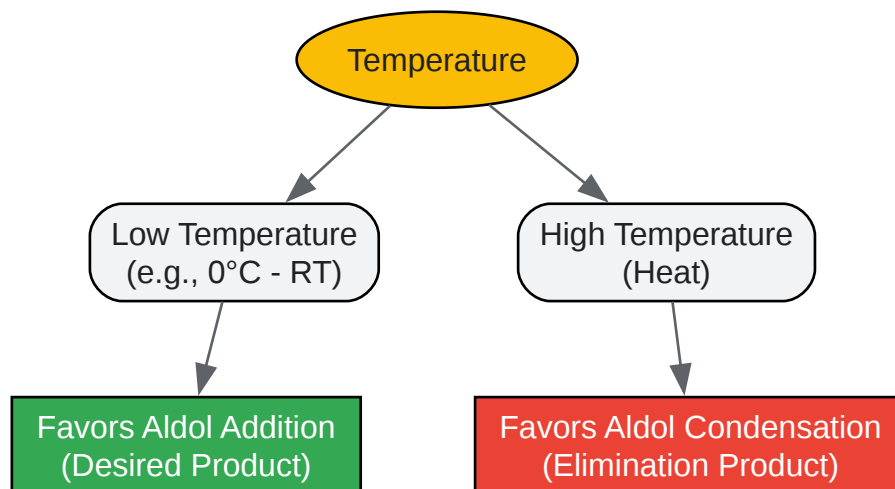 Temperature
Low Temperature
(e.g., 0°C - RT)
High Temperature
(Heat)
Favors Aldol Addition
(Desired Product)
Favors Aldol Condensation
(Elimination Product)